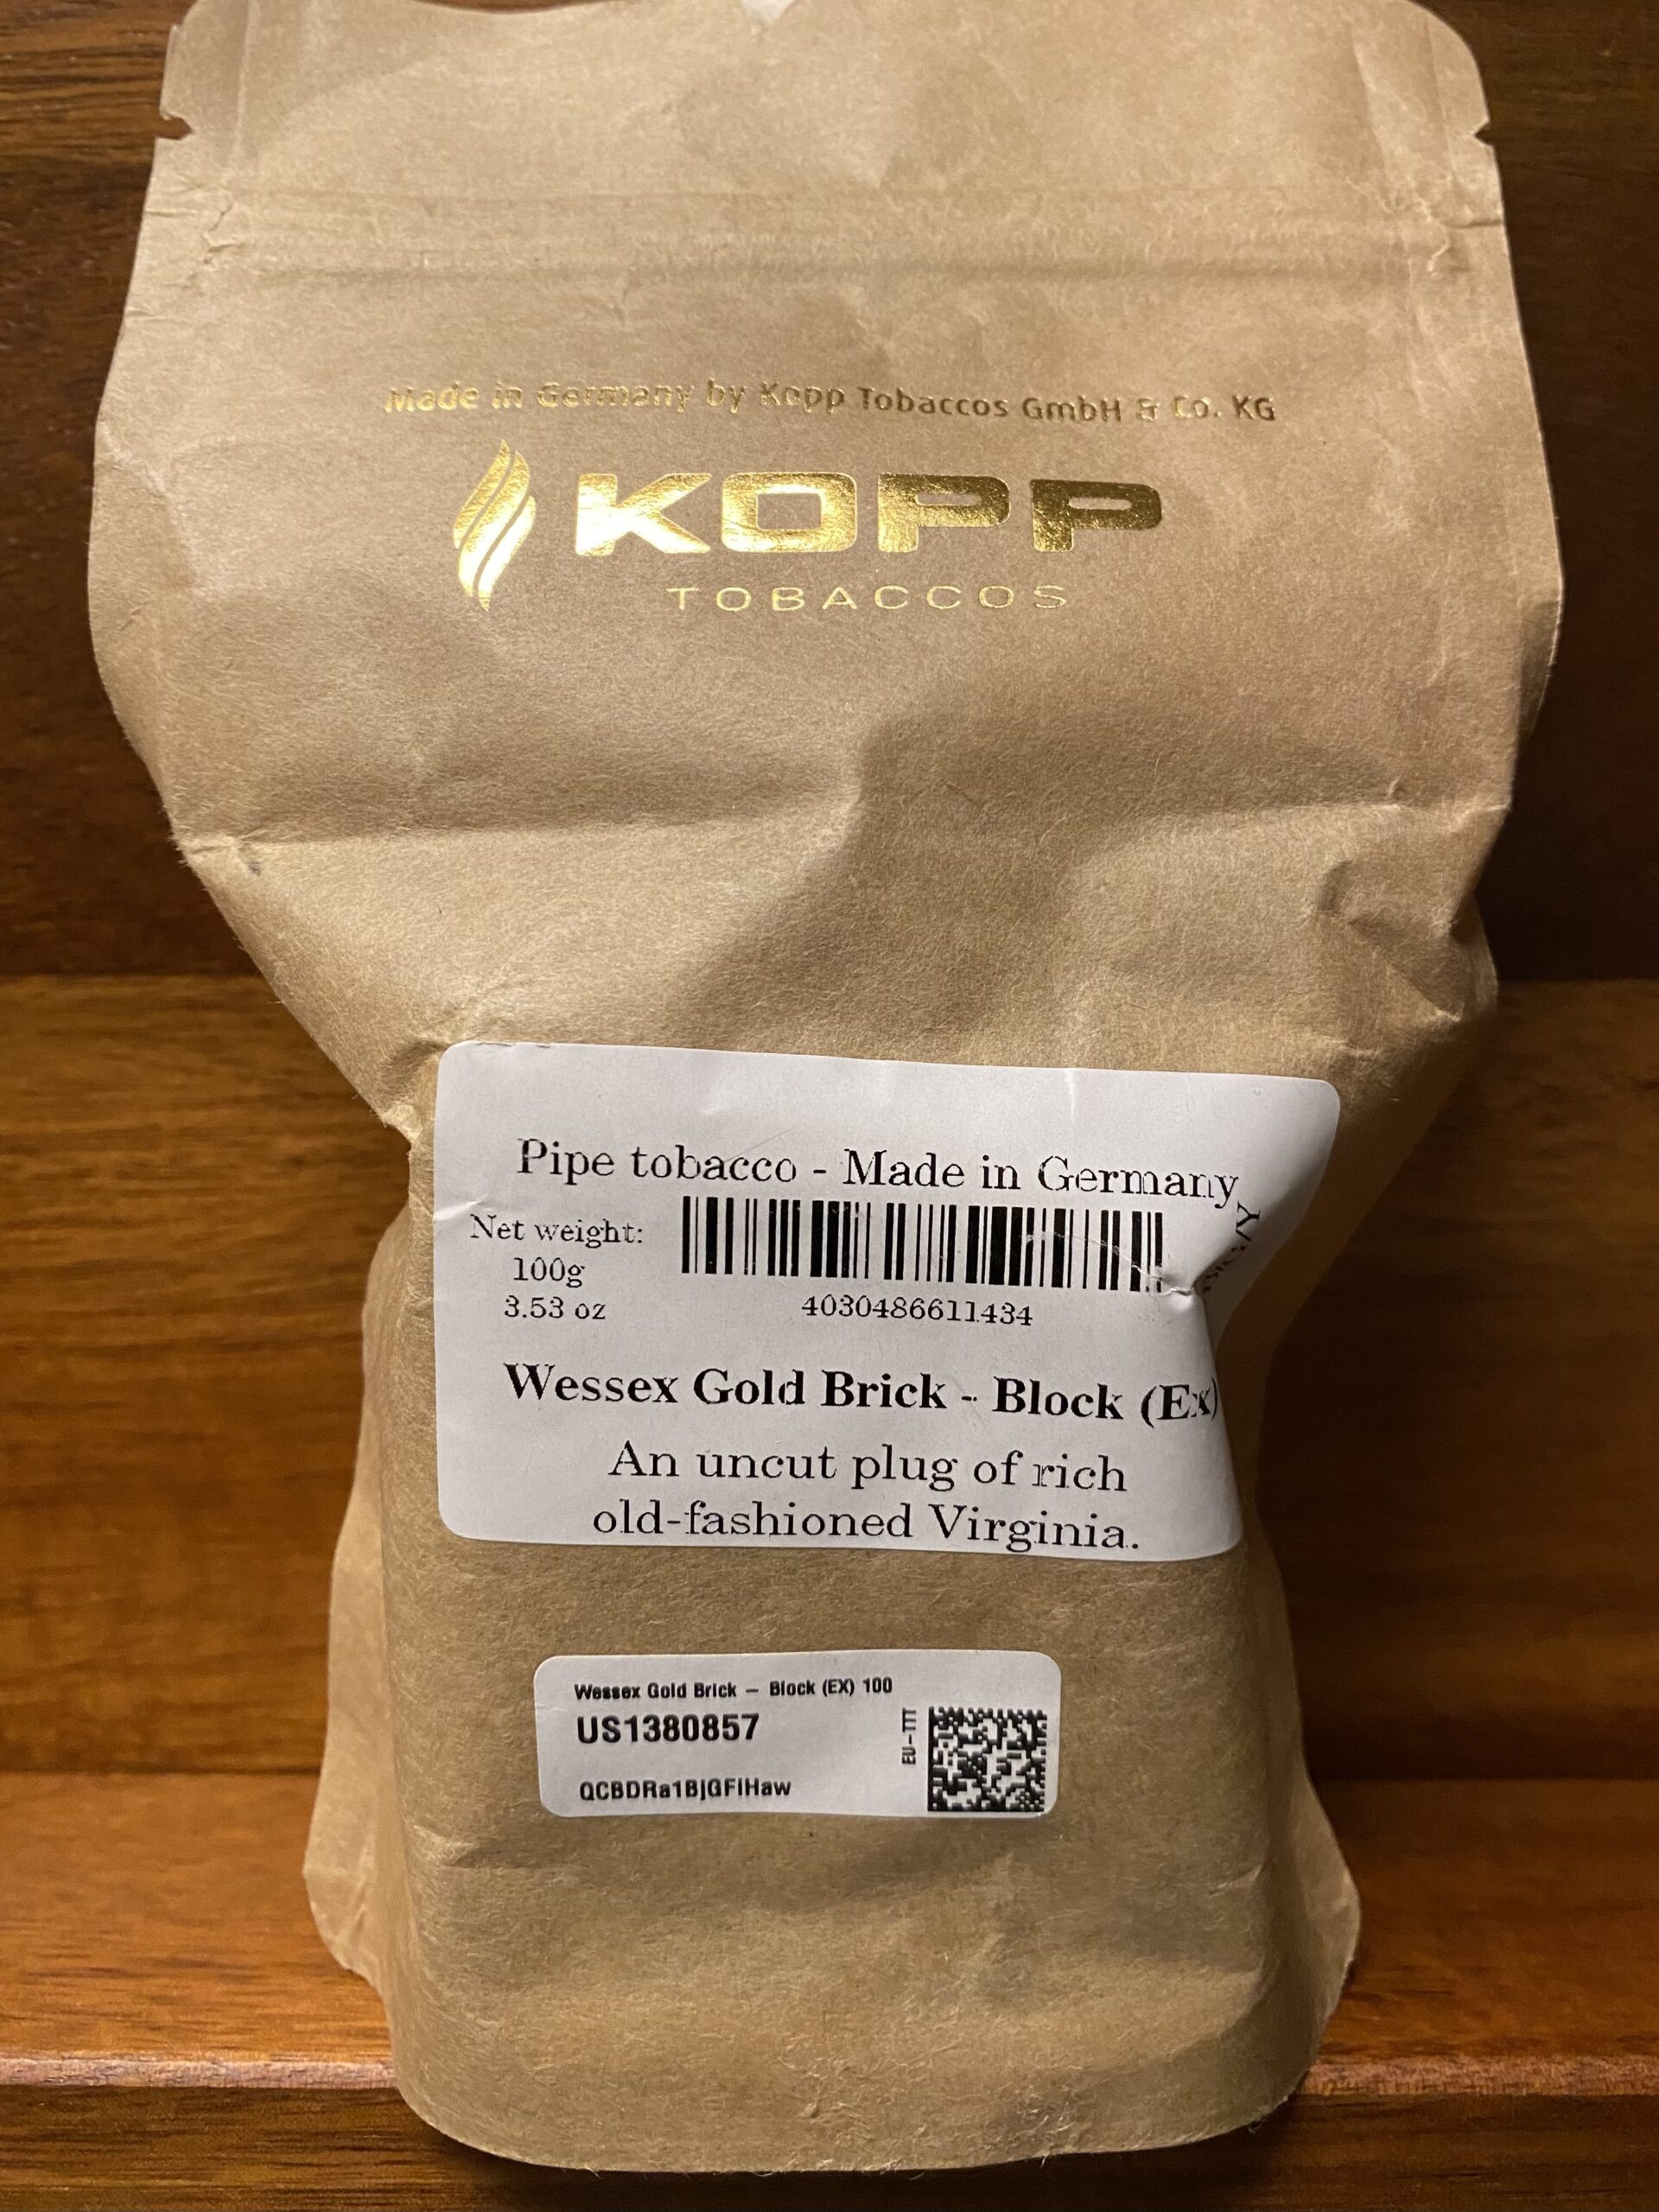 Made in Germany by Kopp Tobaccos GmbH & Co. KG
KOPP
TOBACCOS
Pipe tobacco - Made in Germany
Net weight:
100g
3.53 oz
4030486611434
Wessex Gold Brick - Block (Ex)
An uncut plug of rich
old-fashioned Virginia.
Wessex Gold Brick – Block (EX) 100
US1380857
EU-TTT
QCBDRa1BjGFIHaw